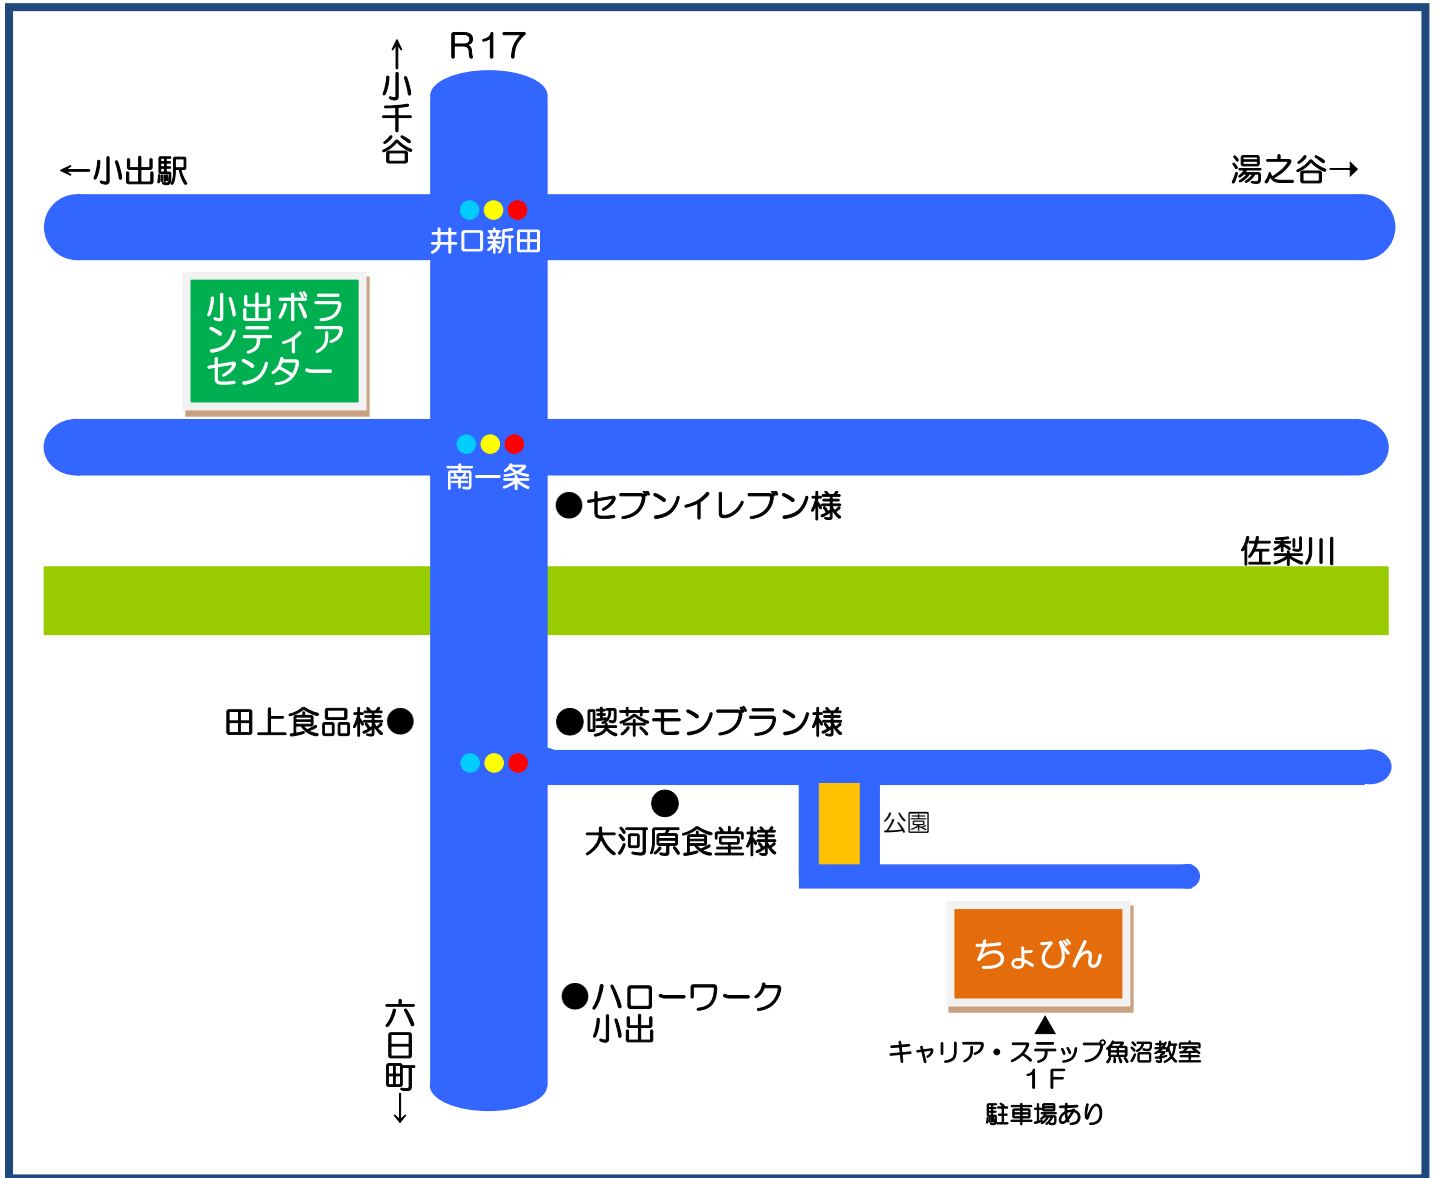 R17
↑小千谷
←小出駅
湯之谷→
井口新田
小出ボラ
ンティア
センター
南一条
●セブンイレブン様
佐梨川
田上食品様●
●喫茶モンブラン様
大河原食堂様
公園
ちょびん
●ハローワーク
小出
六日町↓
▲
キャリア・ステップ魚沼教室
1F
駐車場あり